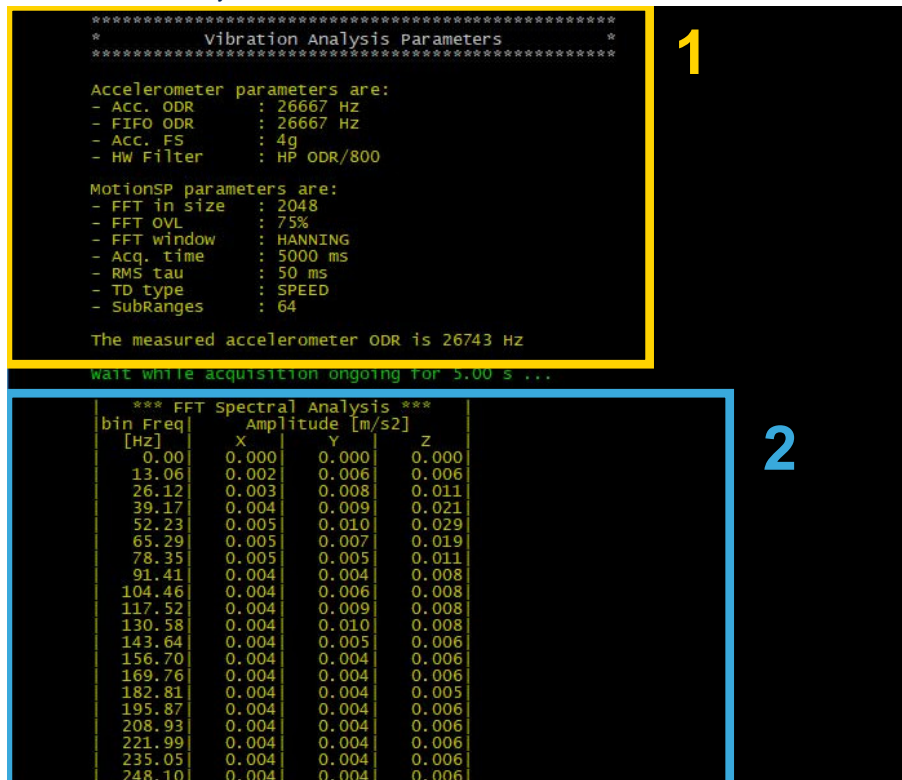 ****************************************************
* Vibration Analysis Parameters *
****************************************************
1
Accelerometer parameters are:
- Acc. ODR : 26667 Hz
- FIFO ODR : 26667 Hz
- Acc. FS : 4g
- HW Filter : HP ODR/800
MotionSP parameters are:
- FFT in size : 2048
- FFT OVL : 75%
- FFT window : HANNING
- Acq. time : 5000 ms
- RMS tau : 50 ms
- TD type : SPEED
- SubRanges : 64
The measured accelerometer ODR is 26743 Hz
Wait while acquisition ongoing for 5.00 s ...
| *** FFT Spectral Analysis *** |
|bin Freq| Amplitude [m/s2] |
| [Hz] | X | Y | Z |
| 0.00| 0.000| 0.000| 0.000|
2
| 13.06| 0.002| 0.006| 0.006|
| 26.12| 0.003| 0.008| 0.011|
| 39.17| 0.004| 0.009| 0.021|
| 52.23| 0.005| 0.010| 0.029|
| 65.29| 0.005| 0.007| 0.019|
| 78.35| 0.005| 0.005| 0.011|
| 91.41| 0.004| 0.004| 0.008|
| 104.46| 0.004| 0.006| 0.008|
| 117.52| 0.004| 0.009| 0.008|
| 130.58| 0.004| 0.010| 0.008|
| 143.64| 0.004| 0.005| 0.006|
| 156.70| 0.004| 0.004| 0.006|
| 169.76| 0.004| 0.004| 0.006|
| 182.81| 0.004| 0.004| 0.005|
| 195.87| 0.004| 0.004| 0.006|
| 208.93| 0.004| 0.004| 0.006|
| 221.99| 0.004| 0.004| 0.006|
| 235.05| 0.004| 0.004| 0.006|
| 248.10| 0.004| 0.004| 0.006|